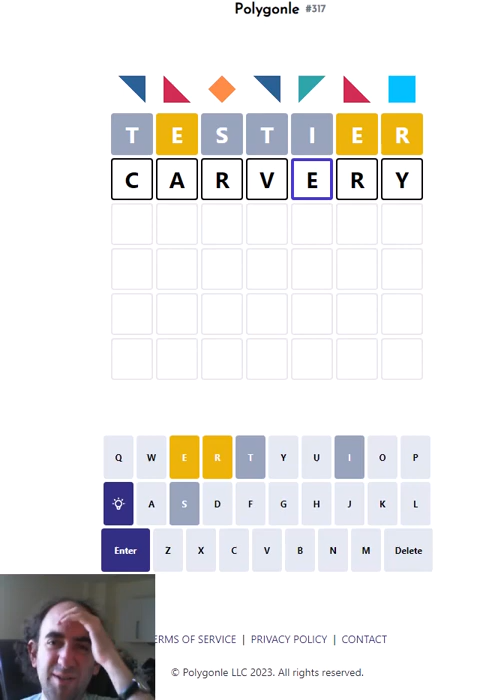 Polygonle #317
T E S T I E R
C A R V E R Y
Q W E R T Y U I O P
A S D F G H J K L
Enter Z X C V B N M Delete
ERMS OF SERVICE | PRIVACY POLICY | CONTACT
© Polygonle LLC 2023. All rights reserved.